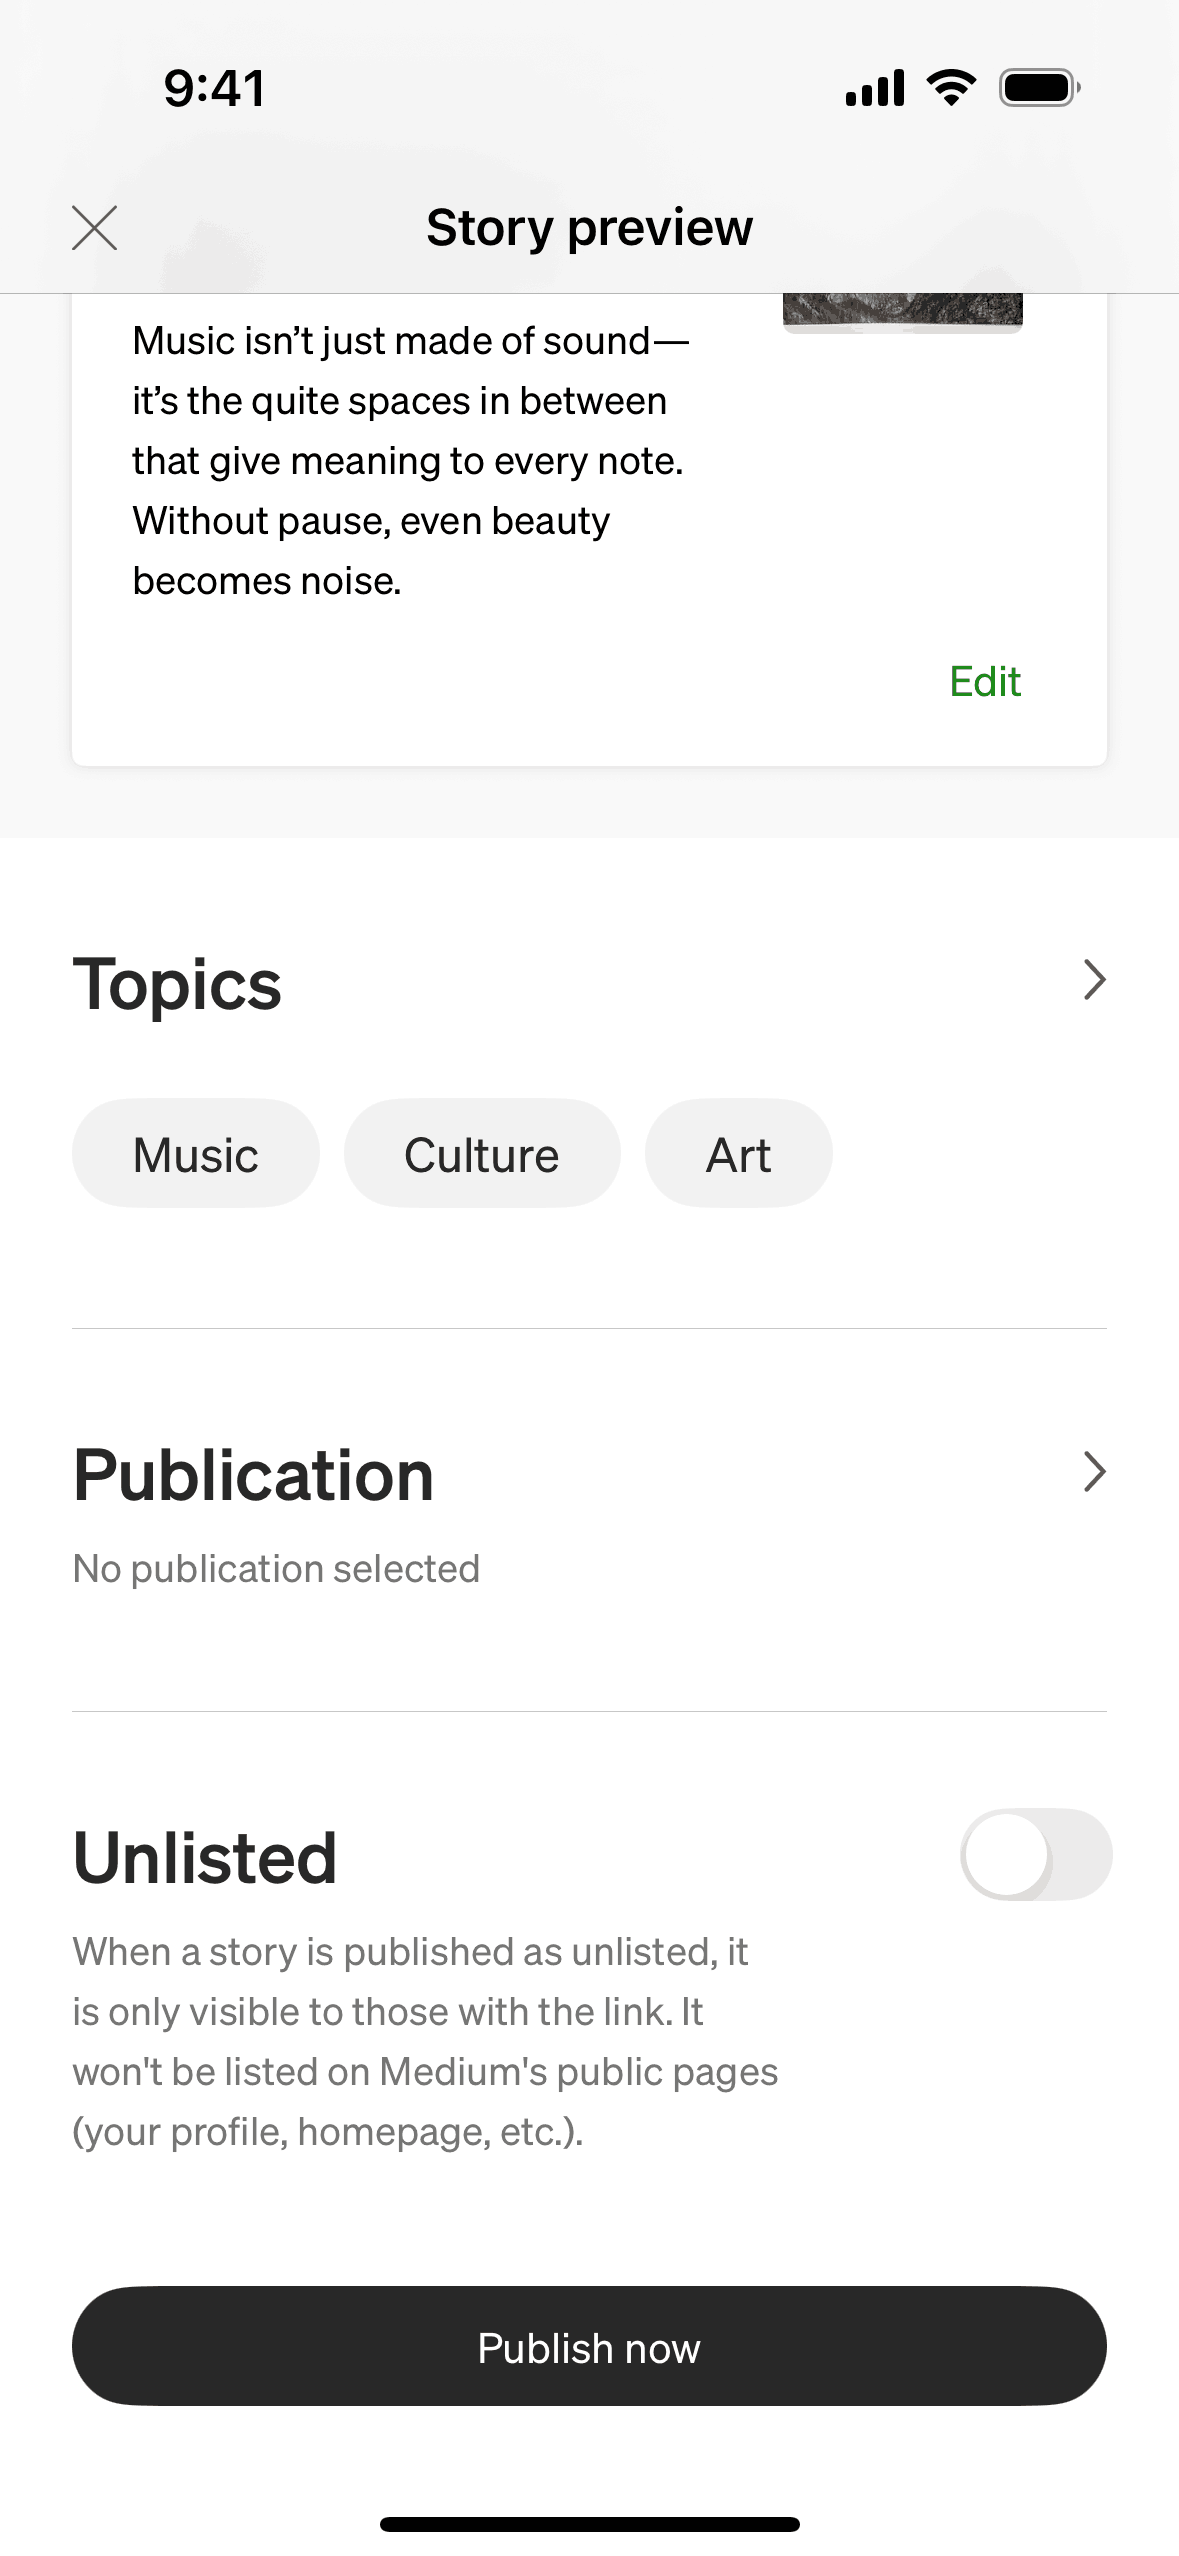 9:41
Story preview
Music isn’t just made of sound—
it’s the quite spaces in between
that give meaning to every note.
Without pause, even beauty
becomes noise.
Edit
Topics
Music
Culture
Art
Publication
No publication selected
Unlisted
When a story is published as unlisted, it
is only visible to those with the link. It
won't be listed on Medium's public pages
(your profile, homepage, etc.).
Publish now